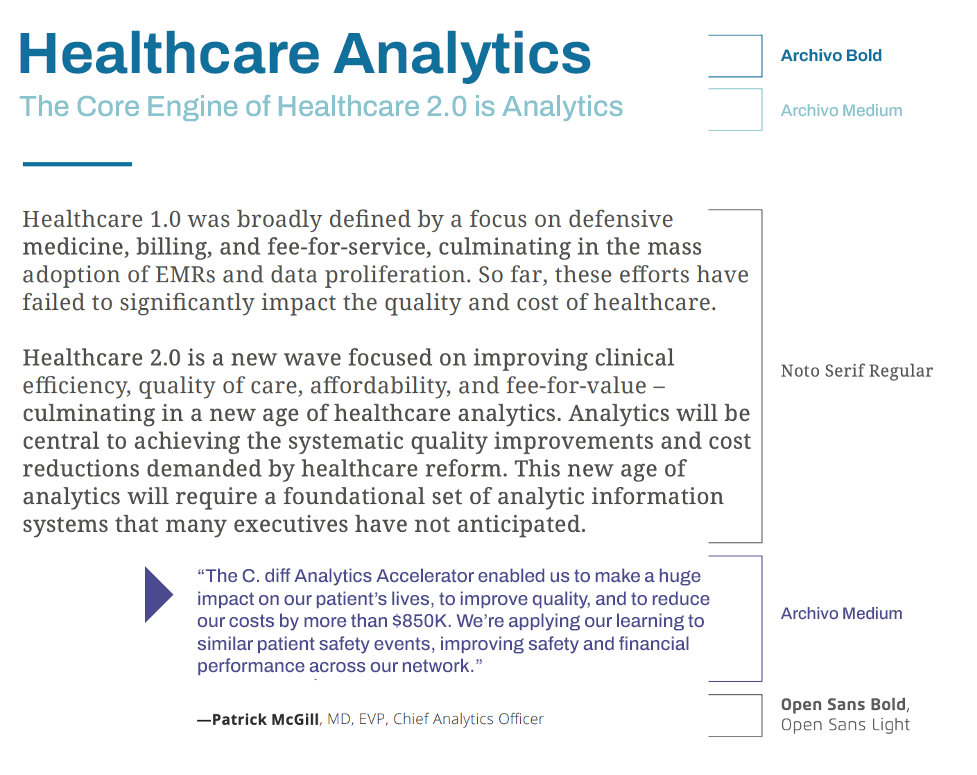 Healthcare Analytics
Archivo Bold
The Core Engine of Healthcare 2.0 is Analytics
Archivo Medium
Healthcare 1.0 was broadly defined by a focus on defensive
medicine, billing, and fee-for-service, culminating in the mass
adoption of EMRs and data proliferation. So far, these efforts have
failed to significantly impact the quality and cost of healthcare.
Healthcare 2.0 is a new wave focused on improving clinical
efficiency, quality of care, affordability, and fee-for-value –
culminating in a new age of healthcare analytics. Analytics will be
central to achieving the systematic quality improvements and cost
reductions demanded by healthcare reform. This new age of
analytics will require a foundational set of analytic information
systems that many executives have not anticipated.
Noto Serif Regular
“The C. diff Analytics Accelerator enabled us to make a huge
impact on our patient’s lives, to improve quality, and to reduce
our costs by more than $850K. We’re applying our learning to
similar patient safety events, improving safety and financial
performance across our network.”
Archivo Medium
—Patrick McGill, MD, EVP, Chief Analytics Officer
Open Sans Bold,
Open Sans Light